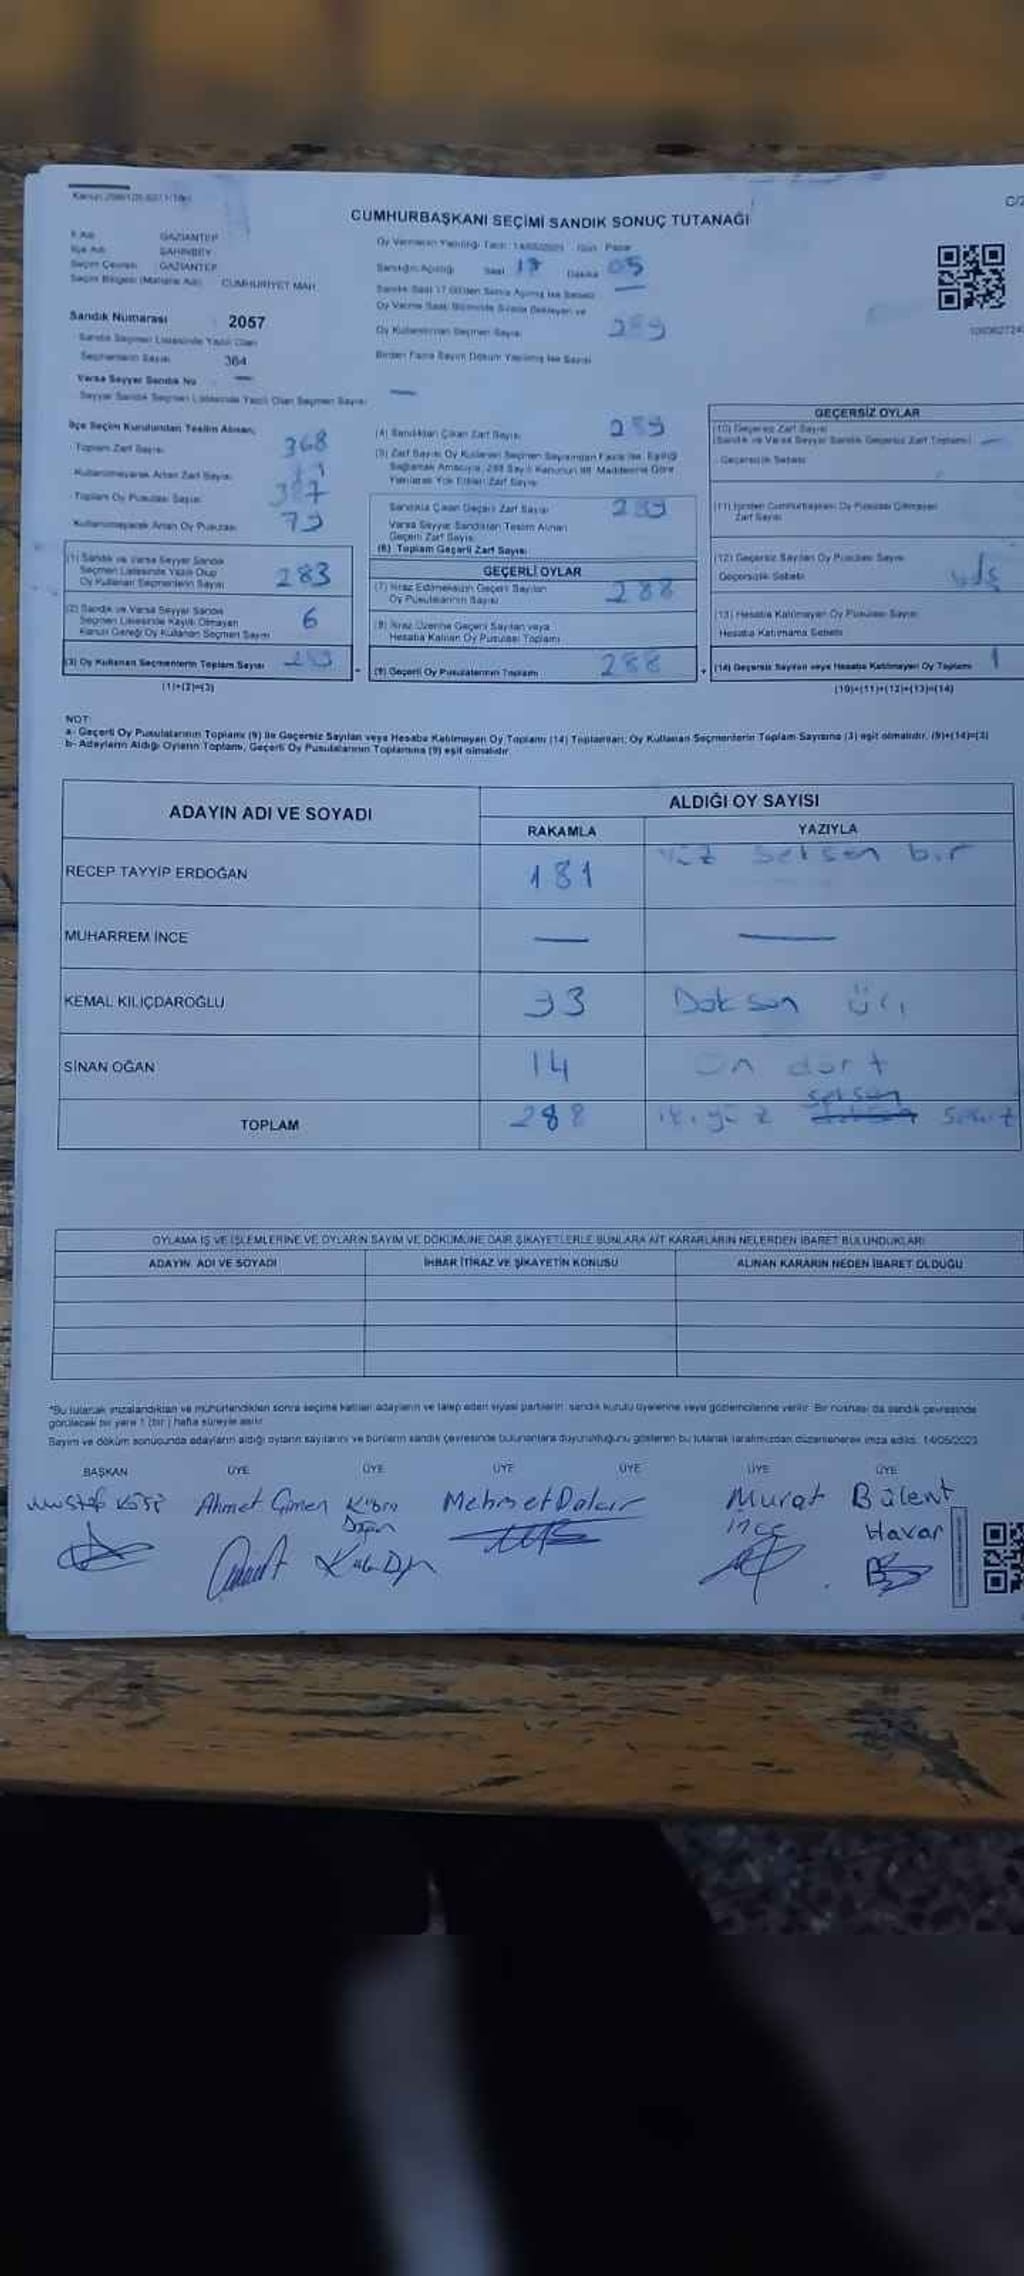 CUMHURBAŞKANI SEÇİMİ SANDIK SONUÇ TUTANAĞI
C/2
İl Adı GAZİANTEP
İlçe Adı ŞAHİNBEY
Seçim Çevresi GAZİANTEP
Seçim Bölgesi (Mahalle Adı) CUMHURİYET MAH.
Oy Vermenin Yapıldığı Tarih 14/05/2023 Gün Pazar
Sandığın Açıldığı Saat 17 Dakika 05
Sandık Saat 17.00'den Sonra Açılmış İse Sebebi —
Oy Verme Saati Bitiminde Sırada Bekleyen ve
Oy Kullandırılan Seçmen Sayısı 289
Birden Fazla Sayım Döküm Yapılmış İse Sayısı
Sandık Numarası 2057
Sandık Seçmen Listesinde Yazılı Olan
Seçmenlerin Sayısı 364
Varsa Seyyar Sandık No —
Seyyar Sandık Seçmen Listesinde Yazılı Olan Seçmen Sayısı —
İlçe Seçim Kurulundan Teslim Alınan;
Toplam Zarf Sayısı 368
Kullanılmayarak Artan Zarf Sayısı
Toplam Oy Pusulası Sayısı
Kullanılmayarak Artan Oy Pusulası 79
(1) Sandık ve Varsa Seyyar Sandık
Seçmen Listesinde Yazılı Olup
Oy Kullanan Seçmenlerin Sayısı 283
(2) Sandık ve Varsa Seyyar Sandık
Seçmen Listesinde Kayıtlı Olmayan
Kanun Gereği Oy Kullanan Seçmen Sayısı 6
(3) Oy Kullanan Seçmenlerin Toplam Sayısı 289
(1)+(2)=(3)
(4) Sandıktan Çıkan Zarf Sayısı 289
(5) Zarf Sayısı Oy Kullanan Seçmen Sayısından Fazla İse, Eşitliği
Sağlamak Amacıyla, 298 Sayılı Kanunun 98. Maddesine Göre
Yakılarak Yok Edilen Zarf Sayısı
Sandıkta Çıkan Geçerli Zarf Sayısı 289
Varsa Seyyar Sandıktan Teslim Alınan
Geçerli Zarf Sayısı
(6) Toplam Geçerli Zarf Sayısı
GEÇERLİ OYLAR
(7) İtiraz Edilmeksizin Geçerli Sayılan
Oy Pusulalarının Sayısı 288
(8) İtiraz Üzerine Geçerli Sayılan veya
Hesaba Katılan Oy Pusulası Toplamı
(9) Geçerli Oy Pusulalarının Toplamı 288
GEÇERSİZ OYLAR
(10) Geçersiz Zarf Sayısı
(Sandık ve Varsa Seyyar Sandık Geçersiz Zarf Toplamı) —
Geçersizlik Sebebi
(11) İçinden Cumhurbaşkanı Oy Pusulası Çıkmayan
Zarf Sayısı
(12) Geçersiz Sayılan Oy Pusulası Sayısı
Geçersizlik Sebebi
(13) Hesaba Katılmayan Oy Pusulası Sayısı
Hesaba Katılmama Sebebi
(14) Geçersiz Sayılan veya Hesaba Katılmayan Oy Toplamı 1
(10)+(11)+(12)+(13)=(14)
NOT:
a- Geçerli Oy Pusulalarının Toplamı (9) ile Geçersiz Sayılan veya Hesaba Katılmayan Oy Toplamı (14) Toplamları; Oy Kullanan Seçmenlerin Toplam Sayısına (3) eşit olmalıdır. (9)+(14)=(3)
b- Adayların Aldığı Oyların Toplamı, Geçerli Oy Pusulalarının Toplamına (9) eşit olmalıdır.
ADAYIN ADI VE SOYADI
ALDIĞI OY SAYISI
RAKAMLA YAZIYLA
RECEP TAYYİP ERDOĞAN 181 Yüz seksen bir
MUHARREM İNCE — —
KEMAL KILIÇDAROĞLU 93 Doksan üç
SİNAN OĞAN 14 On dört
TOPLAM 288 iki yüz seksen sekiz
OYLAMA İŞ VE İŞLEMLERİNE VE OYLARIN SAYIM VE DÖKÜMÜNE DAİR ŞİKAYETLERLE BUNLARA AİT KARARLARIN NELERDEN İBARET BULUNDUKLARI
ADAYIN ADI VE SOYADI İHBAR İTİRAZ VE ŞİKAYETİN KONUSU ALINAN KARARIN NEDEN İBARET OLDUĞU
*Bu tutanak imzalandıktan ve mühürlendikten sonra seçime katılan adayların ve talep eden siyasi partilerin, sandık kurulu üyelerine veya gözlemcilerine verilir. Bir nüshası da sandık çevresinde
görülecek bir yere 1 (bir) hafta süreyle asılır.
Sayım ve döküm sonucunda adayların aldığı oyların sayılarını ve bunların sandık çevresinde bulunanlara duyurulduğunu gösteren bu tutanak tarafımızdan düzenlenerek imza edildi. 14/05/2023
BAŞKAN ÜYE ÜYE ÜYE ÜYE ÜYE ÜYE
Ahmet Kübra Mehmet Murat Bülent
Doğan Havar